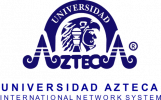 UNIVERSIDAD
AZTECA®
UNIVERSIDAD AZTECA
INTERNATIONAL NETWORK SYSTEM